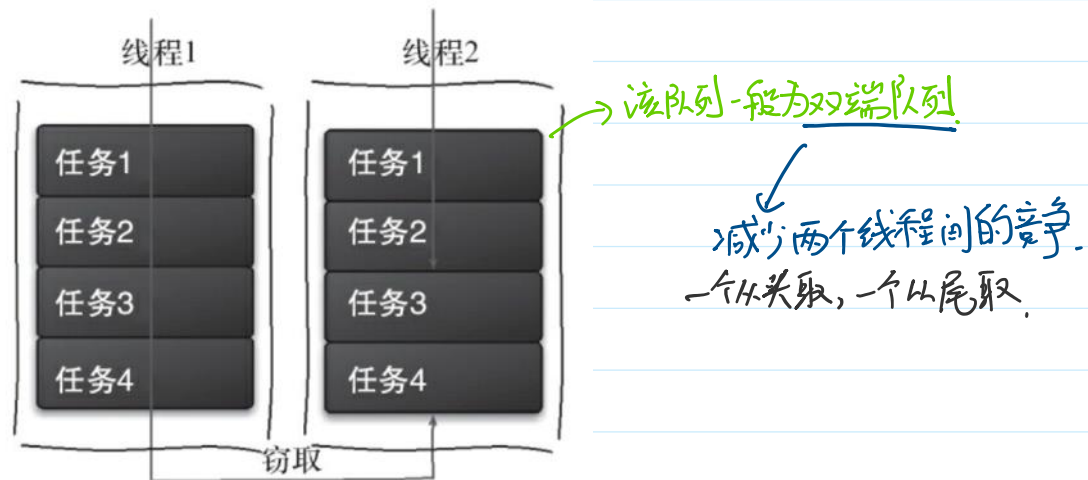 线程1
任务1
任务2
任务3
任务4
线程2
任务1
任务2
任务3
任务4
窃取
该队列一般为双端队列.
减少两个线程间的竞争.
一个从头取，一个从尾取.